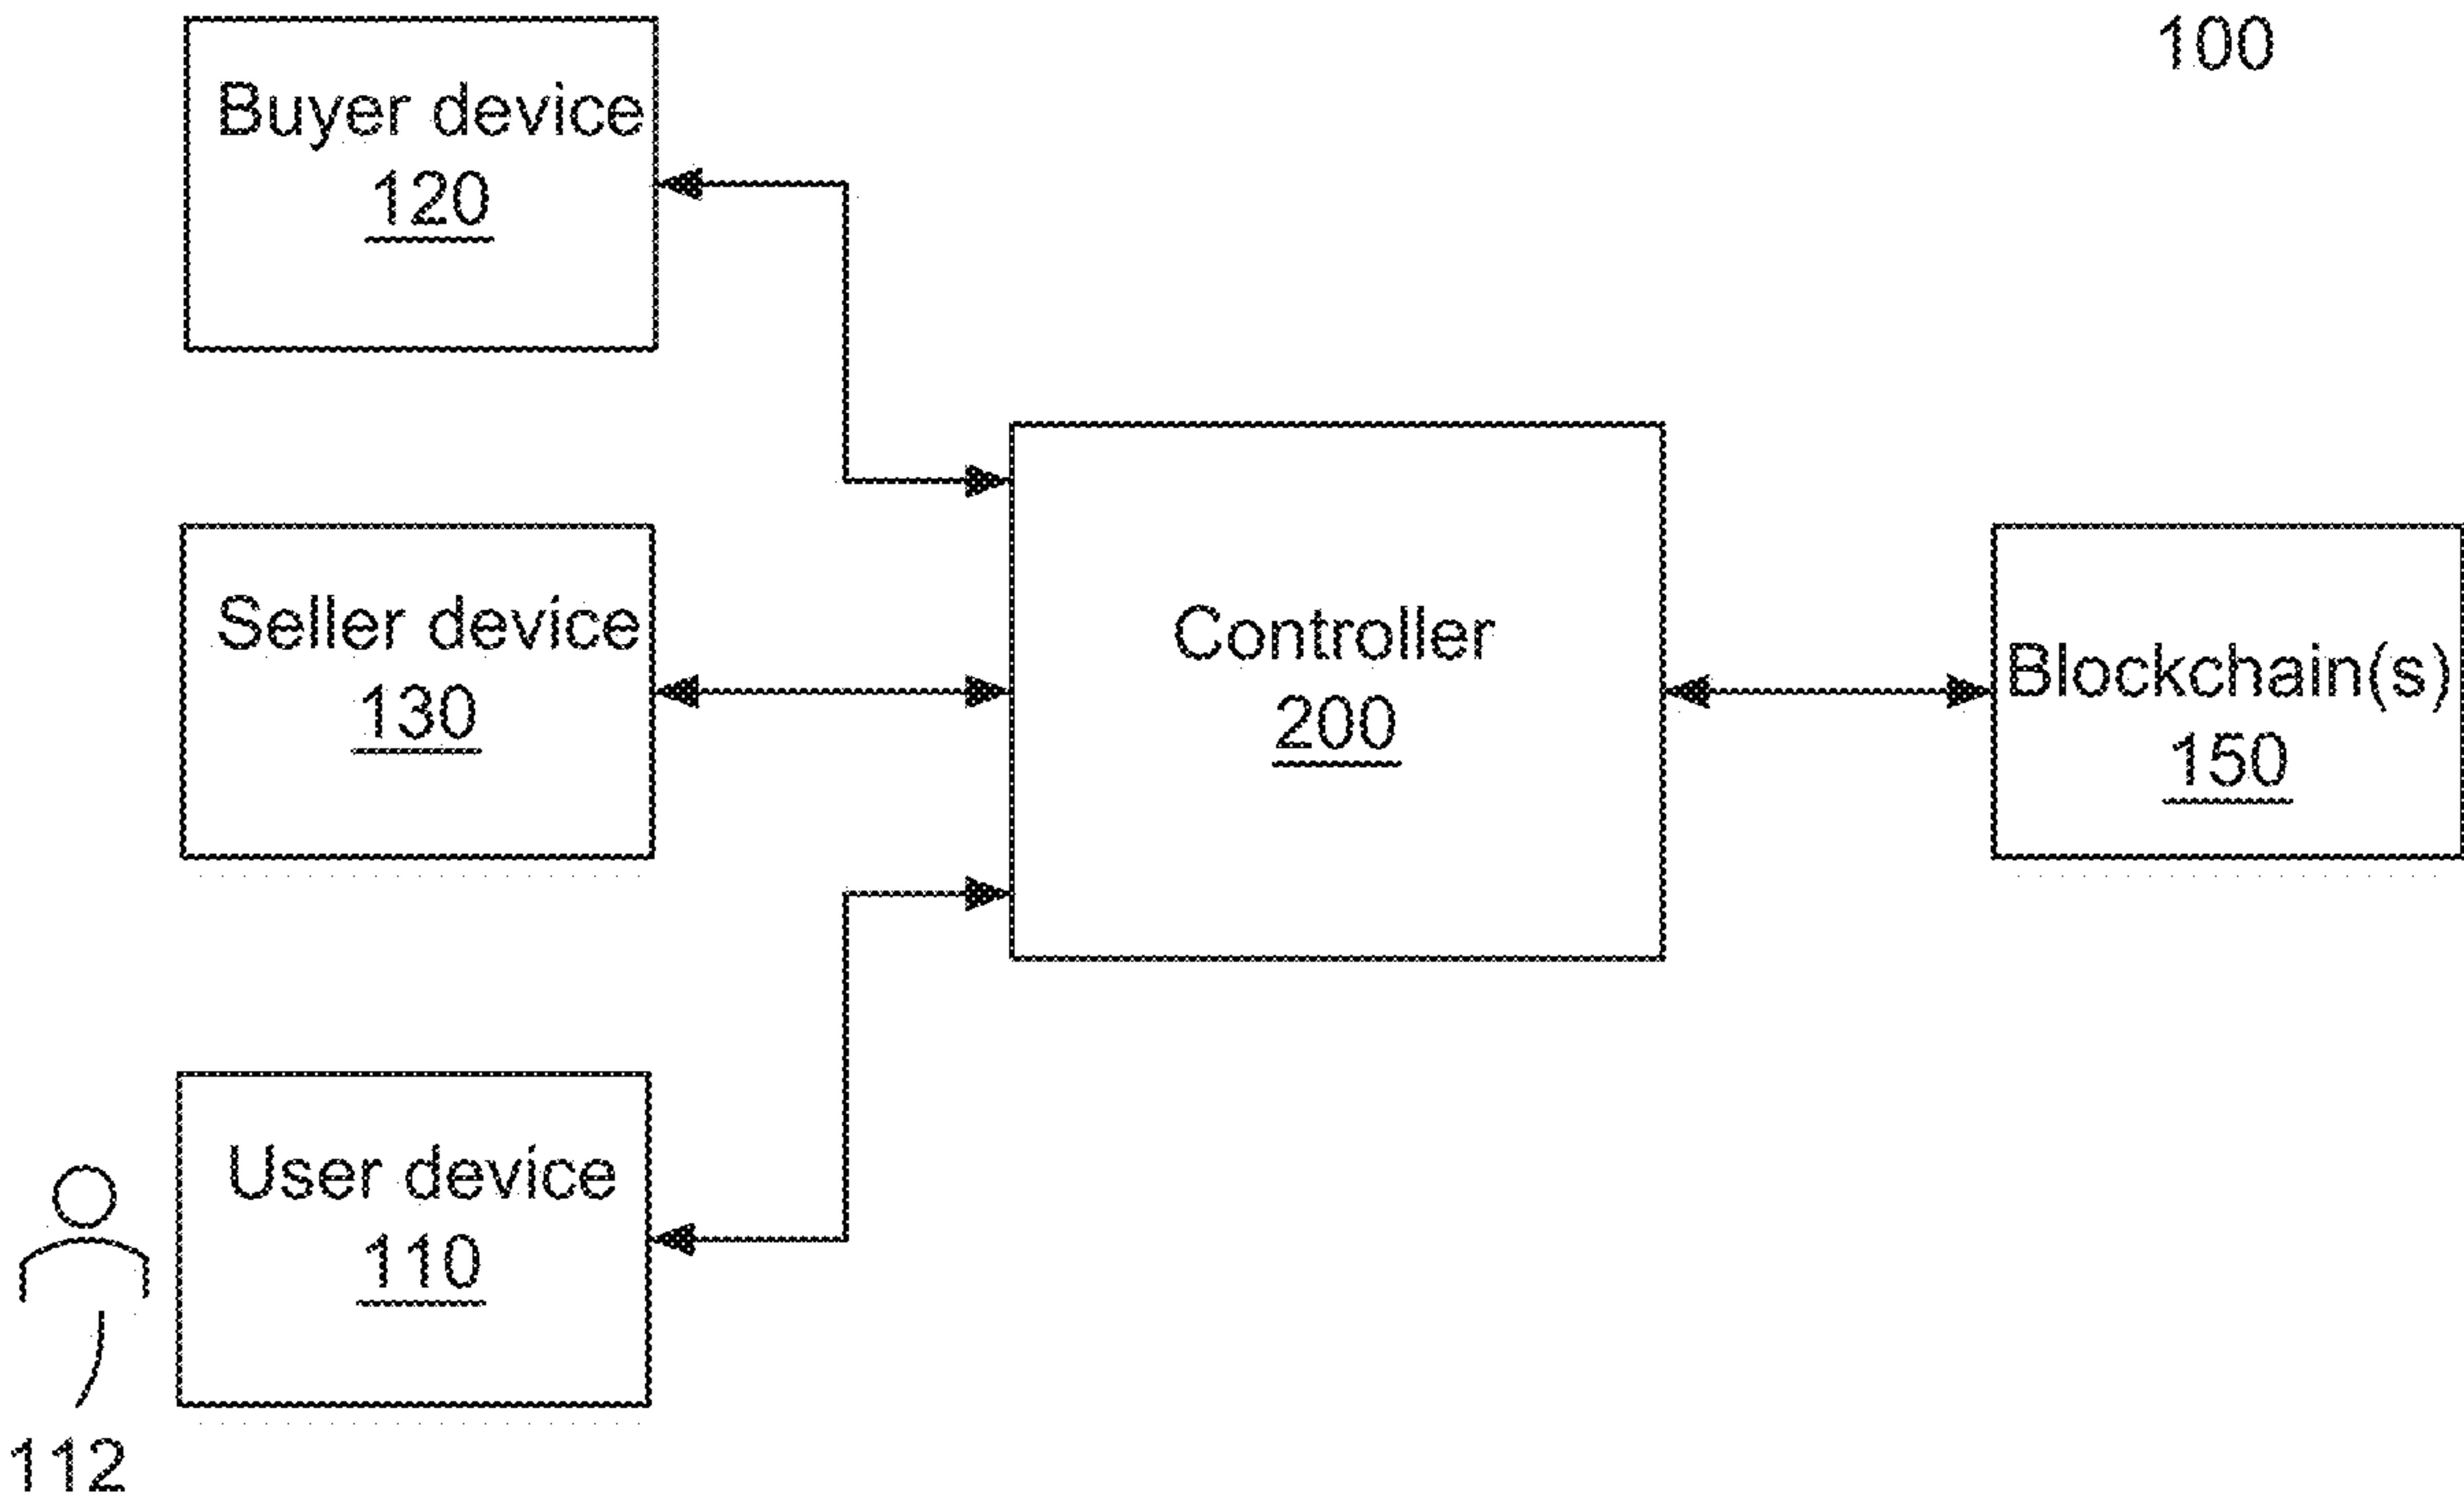 100
Buyer device
120
Seller device
130
Controller
200
Blockchain(s)
150
User device
110
112